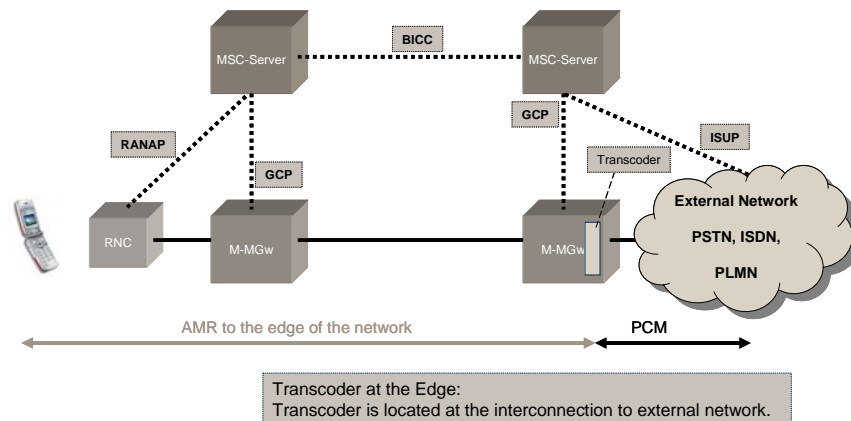 MSC-Server
BICC
MSC-Server
RANAP
GCP
GCP
ISUP
Transcoder
RNC
M-MGw
M-MGw
External Network
PSTN, ISDN,
PLMN
AMR to the edge of the network
PCM
Transcoder at the Edge:
Transcoder is located at the interconnection to external network.